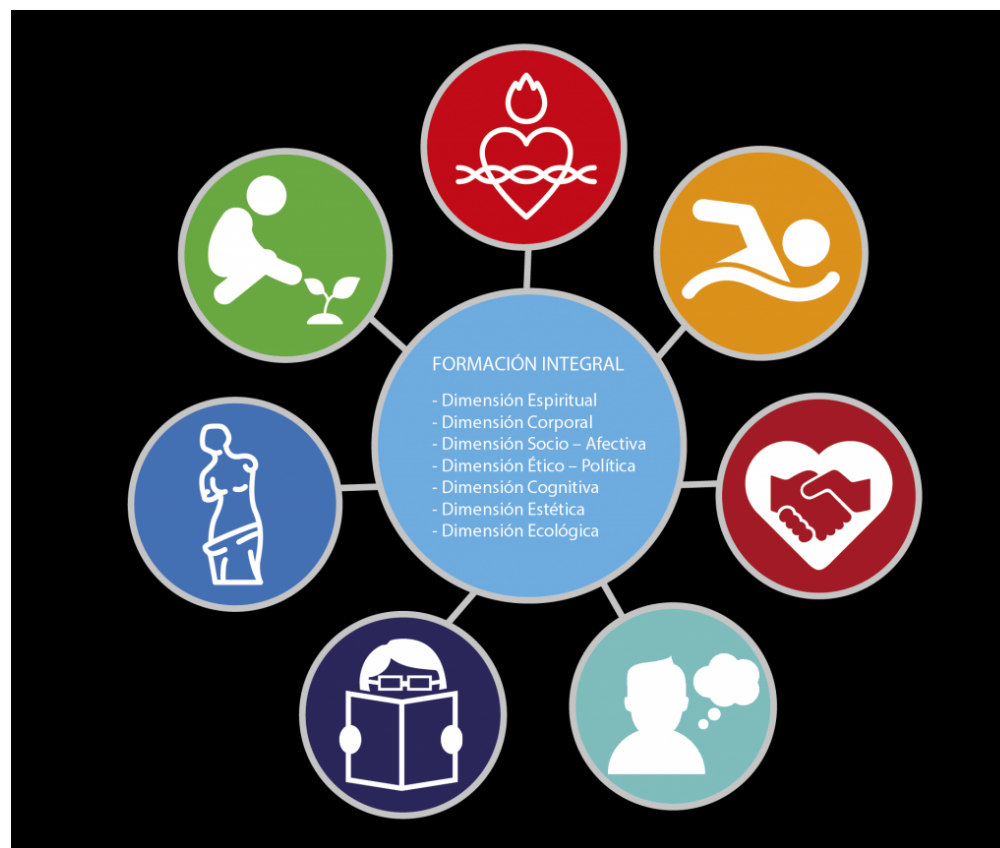 FORMACIÓN INTEGRAL
- Dimensión Espiritual
- Dimensión Corporal
- Dimensión Socio – Afectiva
- Dimensión Ético – Política
- Dimensión Cognitiva
- Dimensión Estética
- Dimensión Ecológica